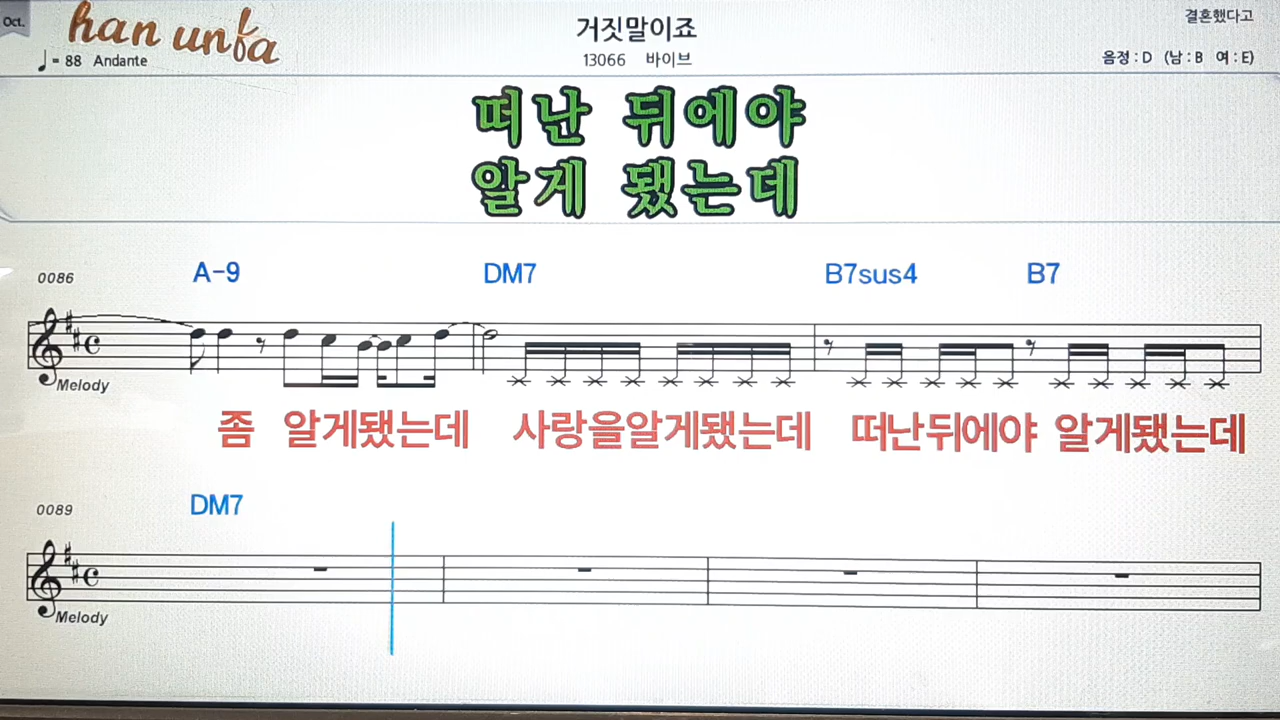 Oct.
han unfa
거짓말이죠
결혼했다고
♩ = 88 Andante
13066 바이브
음정 : D (남 : B 여 : E)
떠난 뒤에야
알게 됐는데
0086 A-9 DM7 B7sus4 B7
Melody
좀 알게됐는데 사랑을알게됐는데 떠난뒤에야 알게됐는데
0089 DM7
Melody